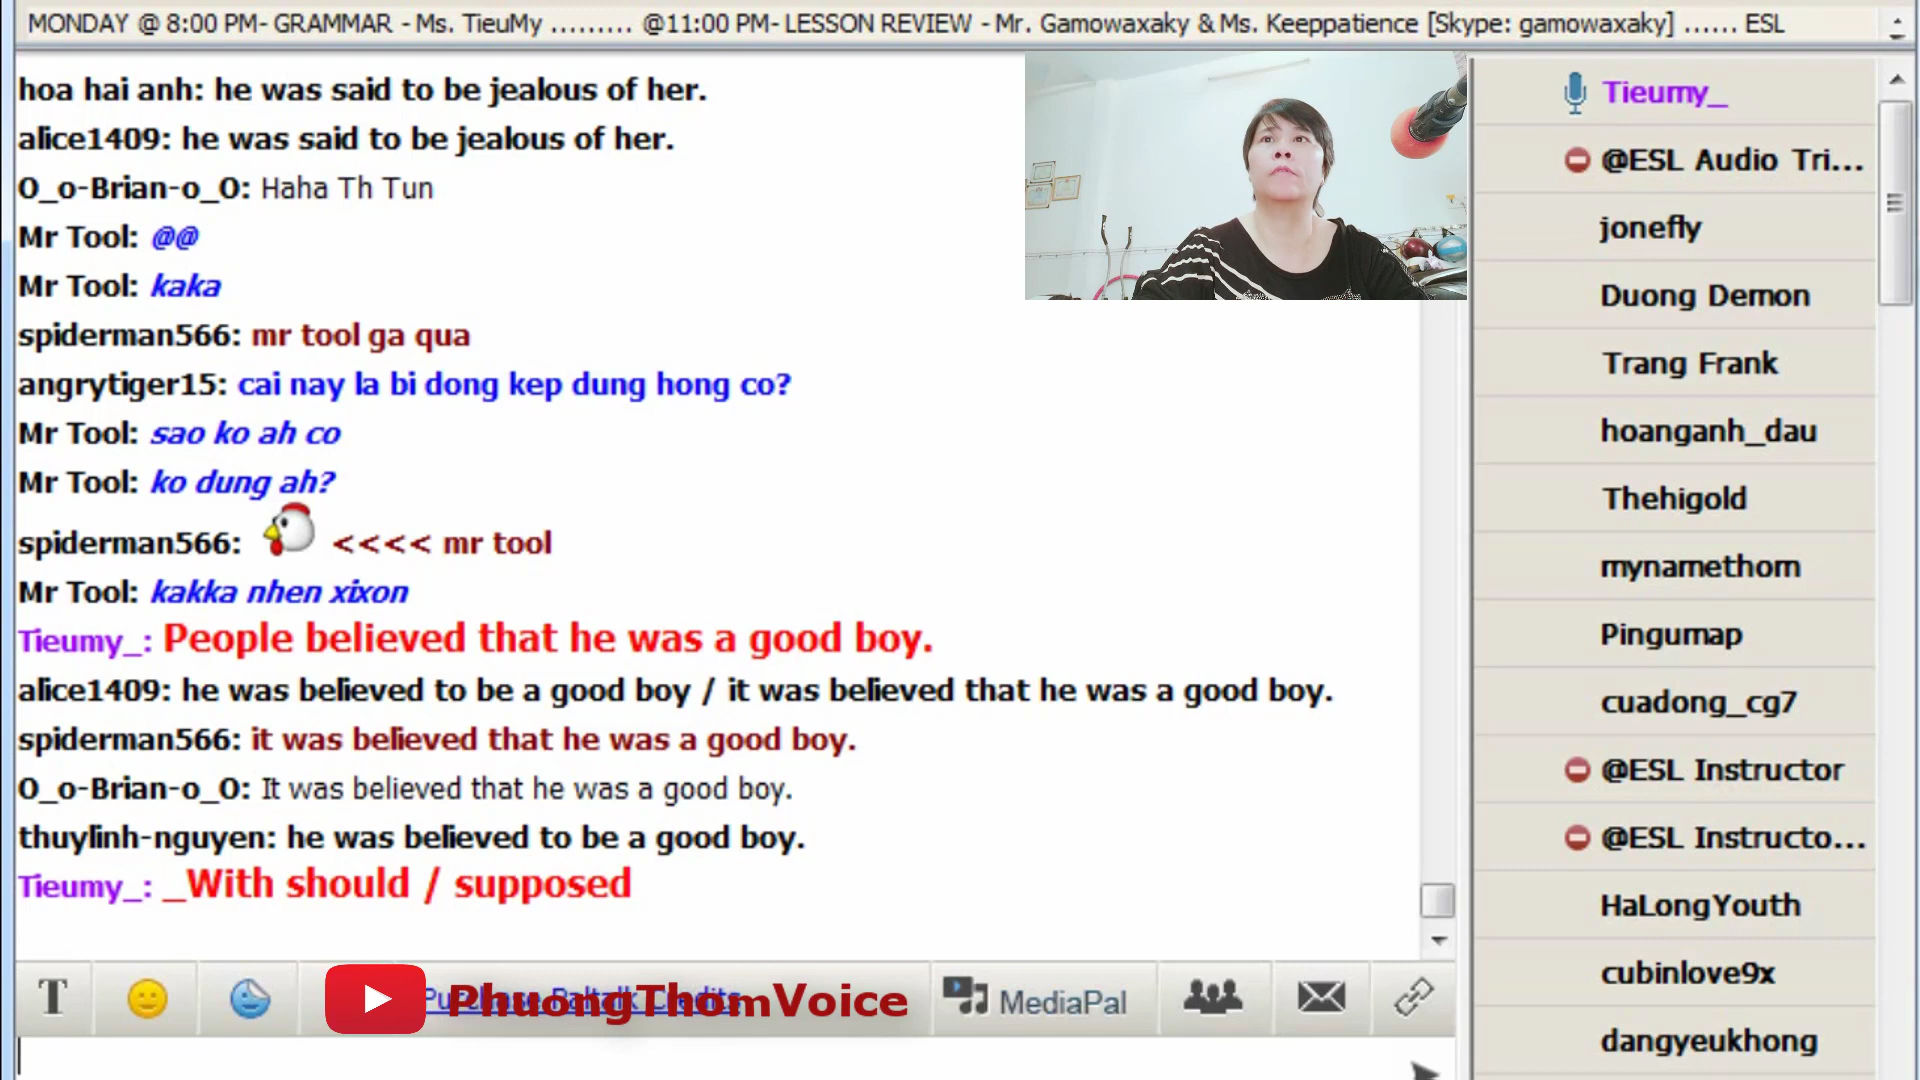 MONDAY @ 8:00 PM- GRAMMAR - Ms. TieuMy ......... @11:00 PM- LESSON REVIEW - Mr. Gamowaxaky & Ms. Keeppatience [Skype: gamowaxaky] ...... ESL
hoa hai anh: he was said to be jealous of her.
alice1409: he was said to be jealous of her.
O_o-Brian-o_O: Haha Th Tun
Mr Tool: @@
Mr Tool: kaka
spiderman566: mr tool ga qua
angrytiger15: cai nay la bi dong kep dung hong co?
Mr Tool: sao ko ah co
Mr Tool: ko dung ah?
spiderman566: <<<< mr tool
Mr Tool: kakka nhen xixon
Tieumy_: People believed that he was a good boy.
alice1409: he was believed to be a good boy / it was believed that he was a good boy.
spiderman566: it was believed that he was a good boy.
O_o-Brian-o_O: It was believed that he was a good boy.
thuylinh-nguyen: he was believed to be a good boy.
Tieumy_: _With should / supposed
T
Purchase Paltalk Credits
PhuongThomVoice
MediaPal
Tieumy_
@ESL Audio Tri...
jonefly
Duong Demon
Trang Frank
hoanganh_dau
Thehigold
mynamethom
Pingumap
cuadong_cg7
@ESL Instructor
@ESL Instructo...
HaLongYouth
cubinlove9x
dangyeukhong